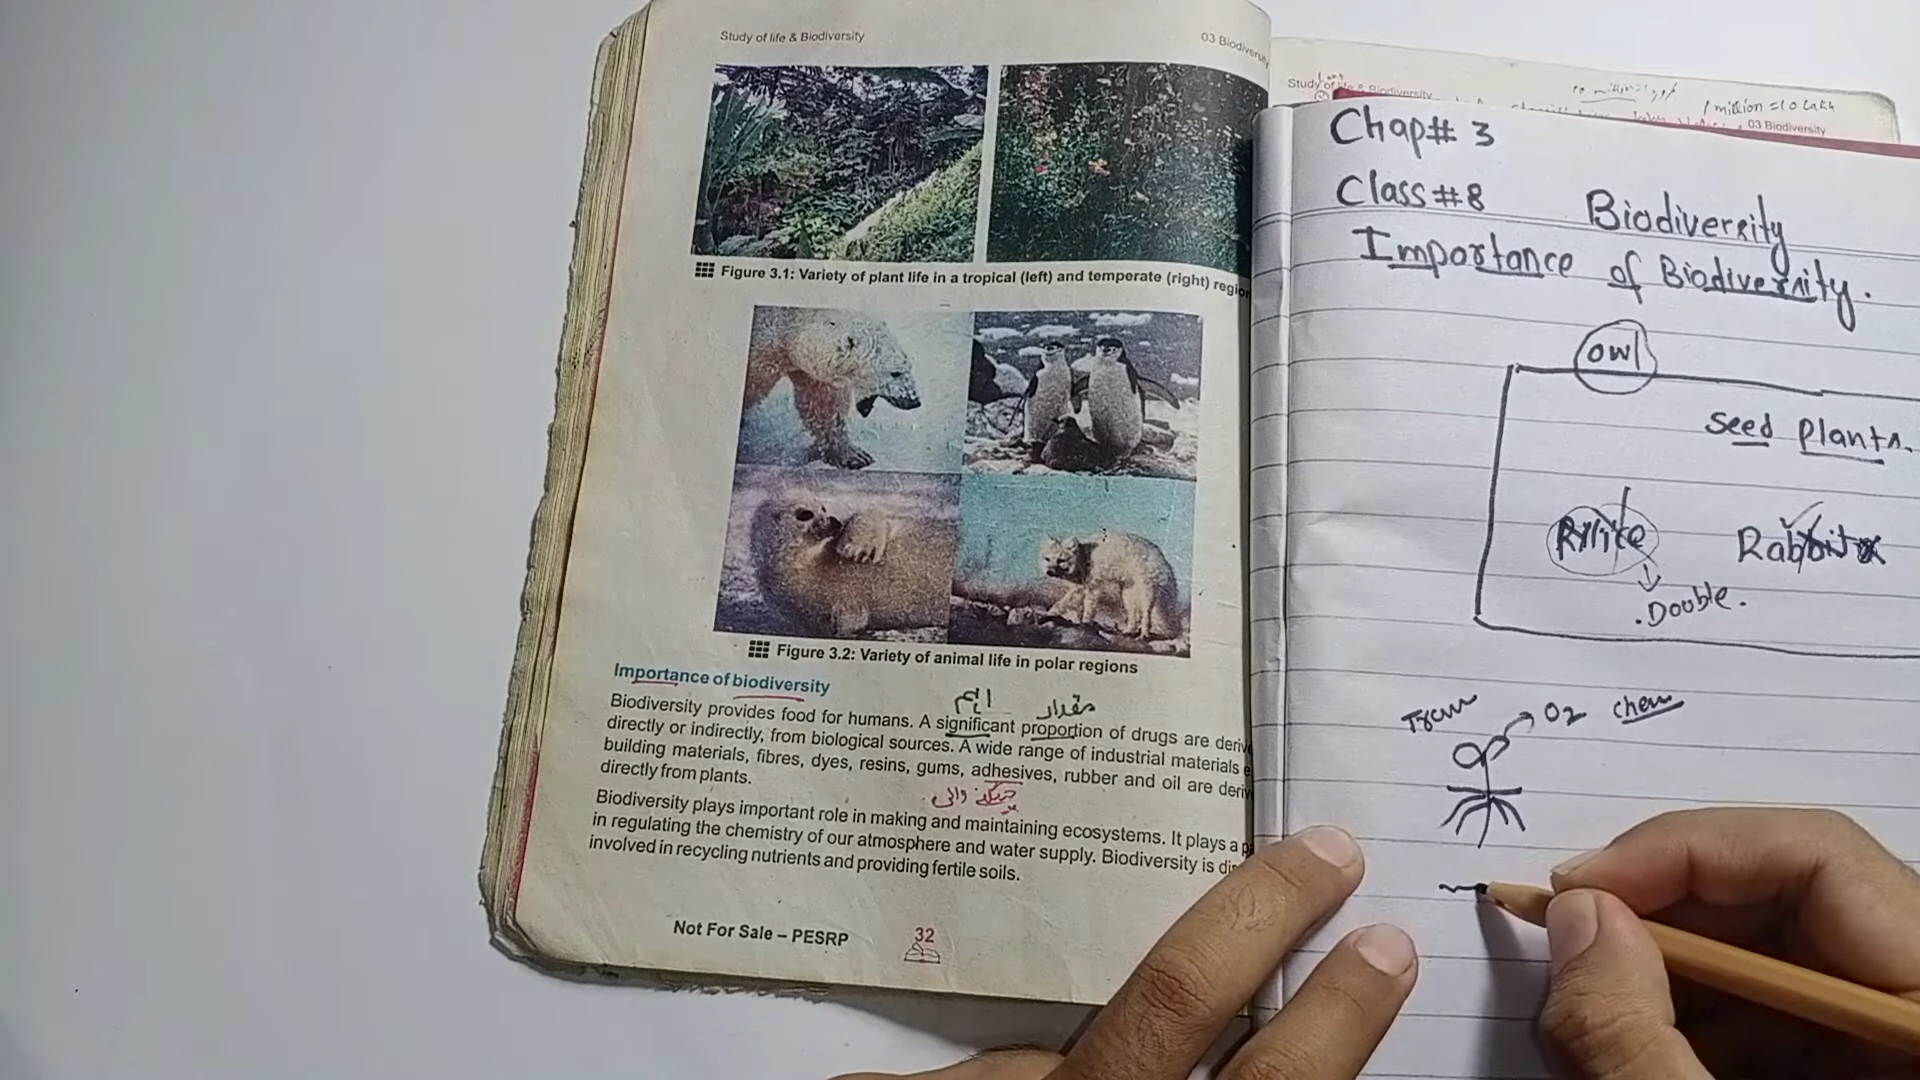 Study of life & Biodiversity
03 Biodiversity
Figure 3.1: Variety of plant life in a tropical (left) and temperate (right) region
Figure 3.2: Variety of animal life in polar regions
Importance of biodiversity
اہم مقدار
Biodiversity provides food for humans. A significant proportion of drugs are deriv
directly or indirectly, from biological sources. A wide range of industrial materials e
building materials, fibres, dyes, resins, gums, adhesives, rubber and oil are deriv
directly from plants.
Biodiversity plays important role in making and maintaining ecosystems. It plays a p
in regulating the chemistry of our atmosphere and water supply. Biodiversity is di
involved in recycling nutrients and providing fertile soils.
Not For Sale – PESRP
32
Study of life & Biodiversity
1 million = 10 Lakh
03 Biodiversity
Chap# 3
Class#8
Biodiversity
Importance of Biodiversity.
owl
Seed Plants.
Rabbit
Double.
O2 chem